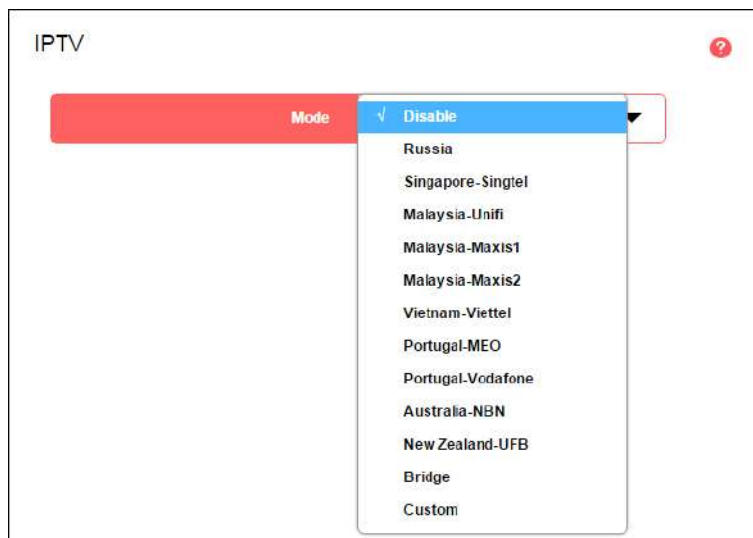 IPTV
?
Mode √ Disable
Russia
Singapore-Singtel
Malaysia-Unifi
Malaysia-Maxis1
Malaysia-Maxis2
Vietnam-Viettel
Portugal-MEO
Portugal-Vodafone
Australia-NBN
New Zealand-UFB
Bridge
Custom